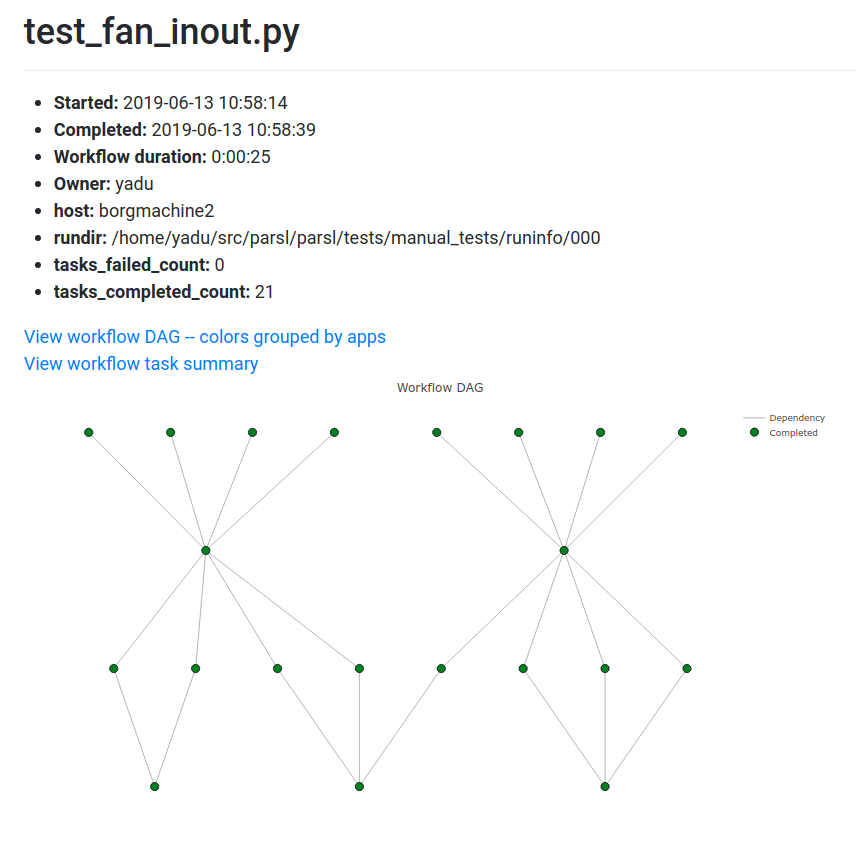 test_fan_inout.py
Started: 2019-06-13 10:58:14
Completed: 2019-06-13 10:58:39
Workflow duration: 0:00:25
Owner: yadu
host: borgmachine2
rundir: /home/yadu/src/parsl/parsl/tests/manual_tests/runinfo/000
tasks_failed_count: 0
tasks_completed_count: 21
View workflow DAG -- colors grouped by apps
View workflow task summary
Workflow DAG
Dependency
Completed